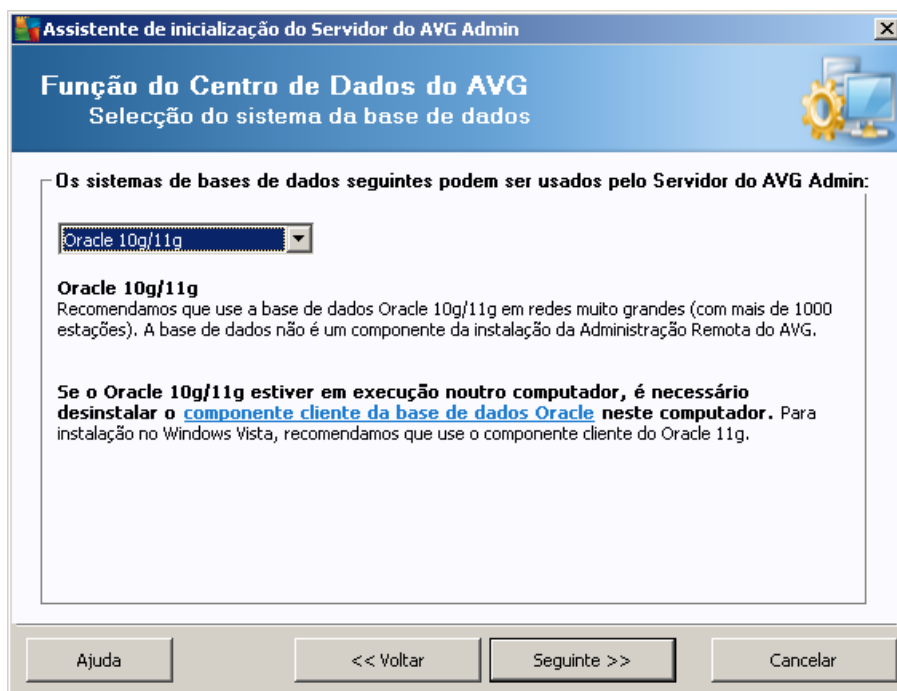 Assistente de inicialização do Servidor do AVG Admin
Função do Centro de Dados do AVG
Selecção do sistema da base de dados
Os sistemas de bases de dados seguintes podem ser usados pelo Servidor do AVG Admin:
Oracle 10g/11g
Oracle 10g/11g
Recomendamos que use a base de dados Oracle 10g/11g em redes muito grandes (com mais de 1000
estações). A base de dados não é um componente da instalação da Administração Remota do AVG.
Se o Oracle 10g/11g estiver em execução noutro computador, é necessário
desinstalar o componente cliente da base de dados Oracle neste computador. Para
instalação no Windows Vista, recomendamos que use o componente cliente do Oracle 11g.
Ajuda
<< Voltar
Seguinte >>
Cancelar